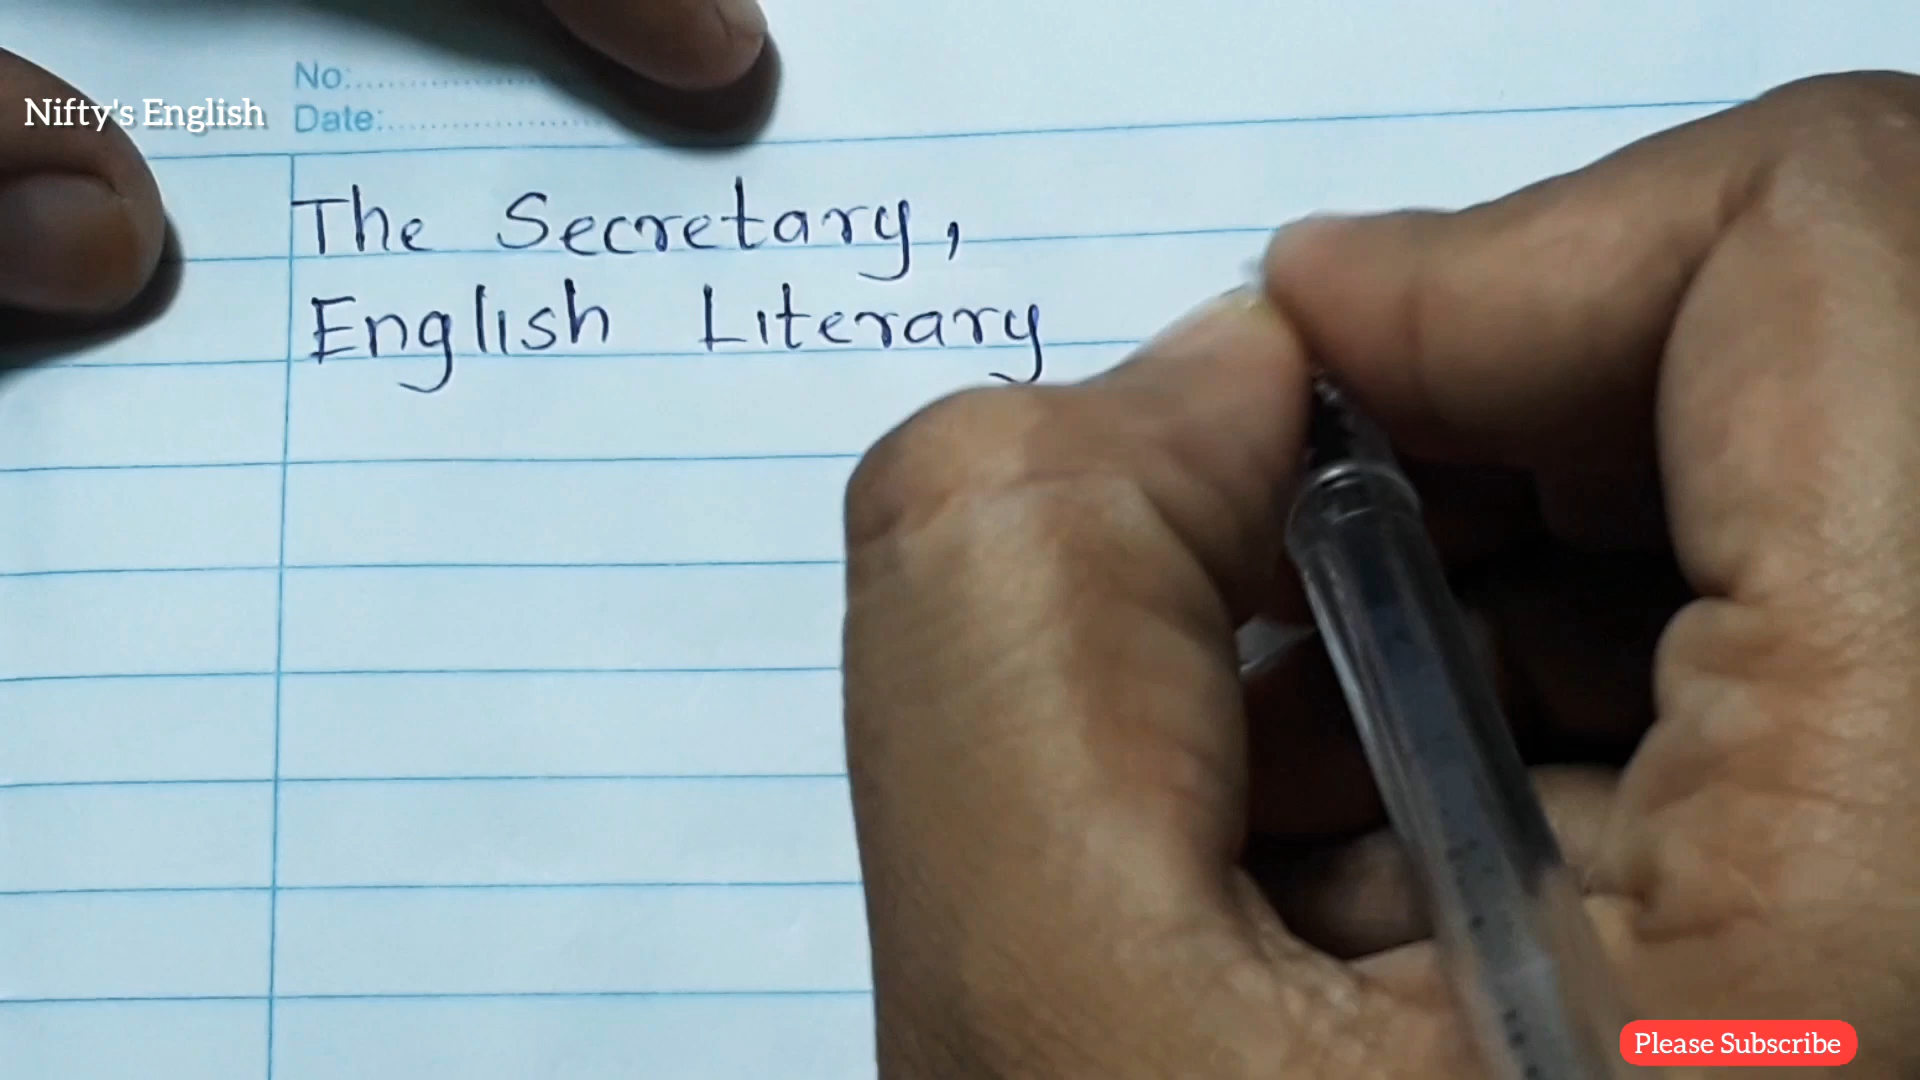 Nifty's English
No:
Date:
The Secretary,
English Literary
Please Subscribe